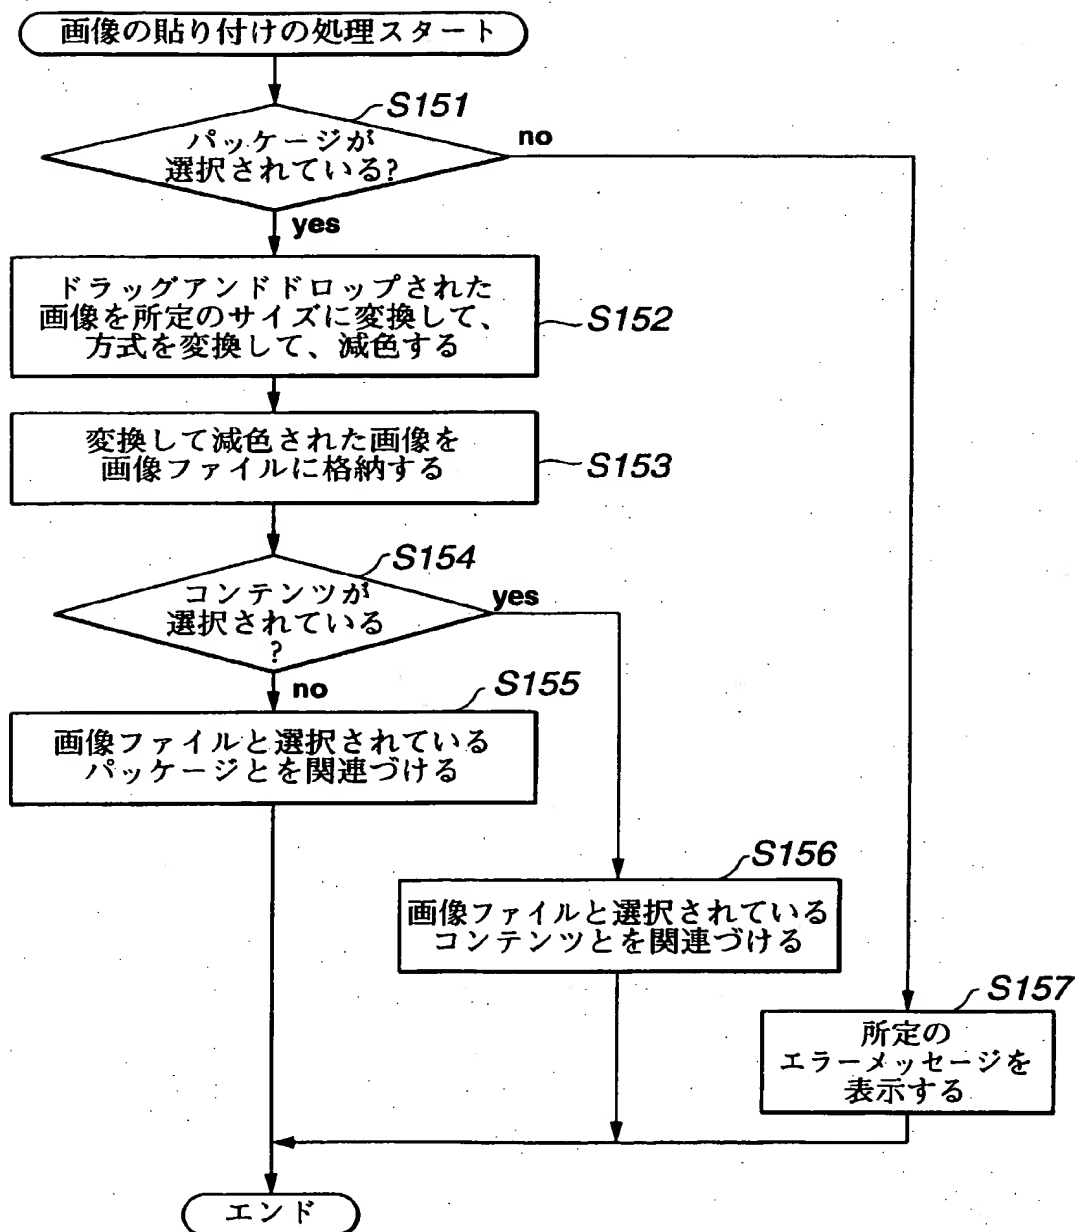 画像の貼り付けの処理スタート
S151
パッケージが
選択されている?
no
yes
ドラッグアンドドロップされた
画像を所定のサイズに変換して、
方式を変換して、減色する
S152
変換して減色された画像を
画像ファイルに格納する
S153
S154
コンテンツが
選択されている
?
yes
no
S155
画像ファイルと選択されている
パッケージとを関連づける
S156
画像ファイルと選択されている
コンテンツとを関連づける
S157
所定の
エラーメッセージを
表示する
エンド